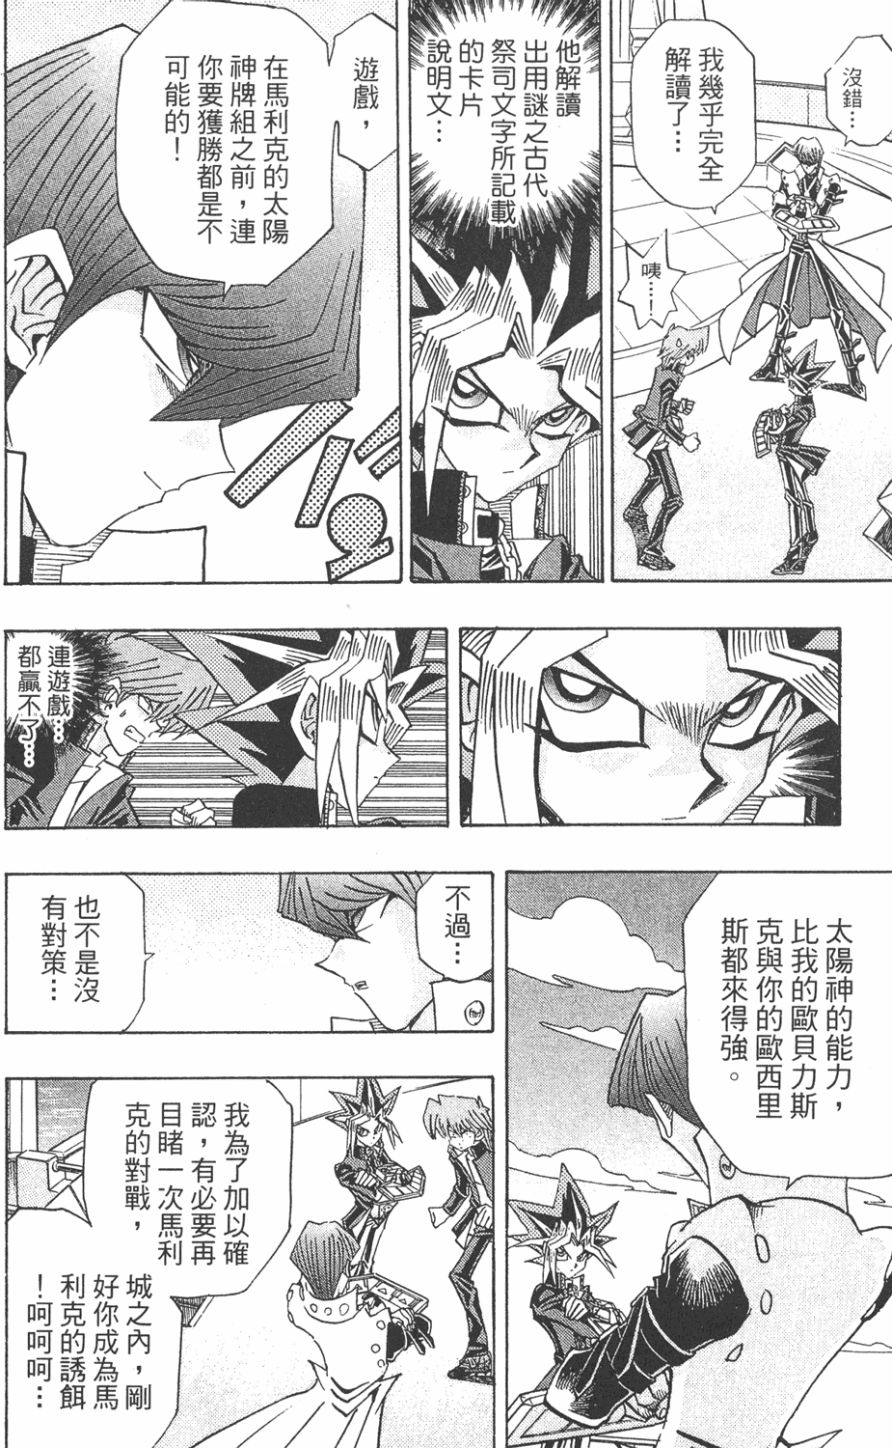 沒錯…
我幾乎完全
解讀了…
咦…！
他解讀
出用謎之古代
祭司文字所記載
的卡片
說明文…
遊戲，
在馬利克的太陽
神牌組之前，連
你要獲勝都是不
可能的！
連遊戲…
都贏不了…
太陽神的能力，
比我的歐貝力斯
克與你的歐西里
斯都來得強。
不過…
也不是沒
有對策…
我為了加以確
認，有必要再
目睹一次馬利
克的對戰，
城之內，剛
好你成為馬
利克的誘餌
！呵呵呵…